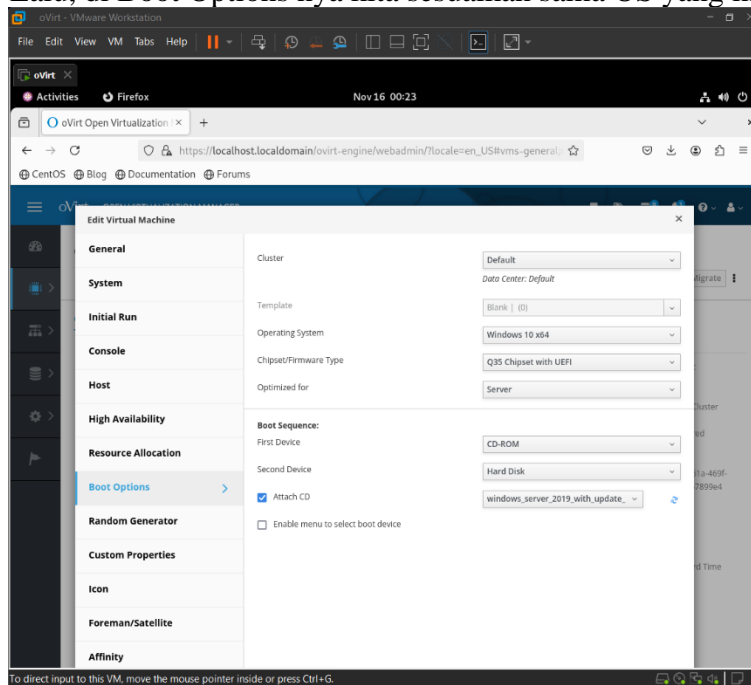 oVirt - VMware Workstation
File Edit View VM Tabs Help
oVirt
Activities Firefox Nov 16 00:23
oVirt Open Virtualization
https://localhost.localdomain/ovirt-engine/webadmin/?locale=en_US#vms-general;
CentOS Blog Documentation Forums
Edit Virtual Machine
General
System
Initial Run
Console
Host
High Availability
Resource Allocation
Boot Options
Random Generator
Custom Properties
Icon
Foreman/Satellite
Affinity
Cluster Default
Data Center: Default
Template Blank | (0)
Operating System Windows 10 x64
Chipset/Firmware Type Q35 Chipset with UEFI
Optimized for Server
Boot Sequence:
First Device CD-ROM
Second Device Hard Disk
Attach CD windows_server_2019_with_update_
Enable menu to select boot device
Migrate
Cluster
7899e4
To direct input to this VM, move the mouse pointer inside or press Ctrl+G.